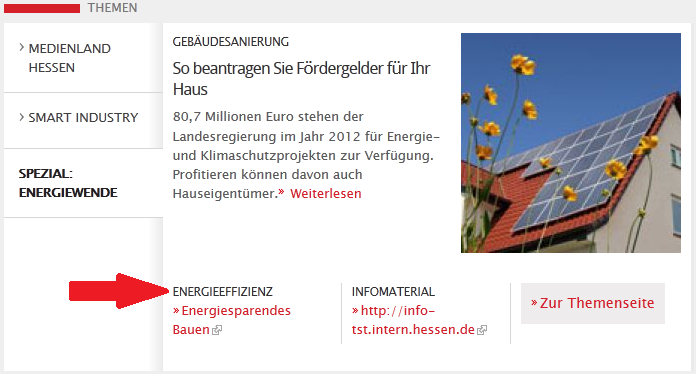 THEMEN
MEDIENLAND
HESSEN
SMART INDUSTRY
SPEZIAL:
ENERGIEWENDE
GEBÄUDESANIERUNG
So beantragen Sie Fördergelder für Ihr
Haus
80,7 Millionen Euro stehen der
Landesregierung im Jahr 2012 für Energie-
und Klimaschutzprojekten zur Verfügung.
Profitieren können davon auch
Hauseigentümer.» Weiterlesen
ENERGIEEFFIZIENZ
» Energiesparendes
Bauen
INFOMATERIAL
» http://info-
tst.intern.hessen.de
» Zur Themenseite